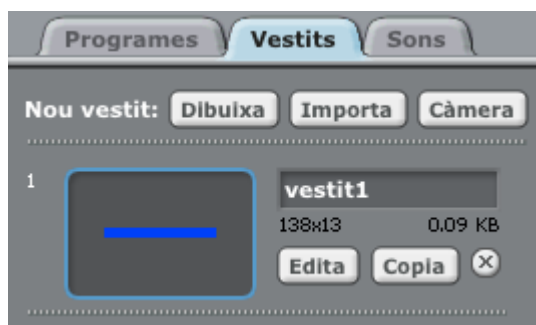 Programes Vestits Sons
Nou vestit: Dibuixa Importa Càmera
1
vestit1
138x13 0.09 KB
Edita Copia